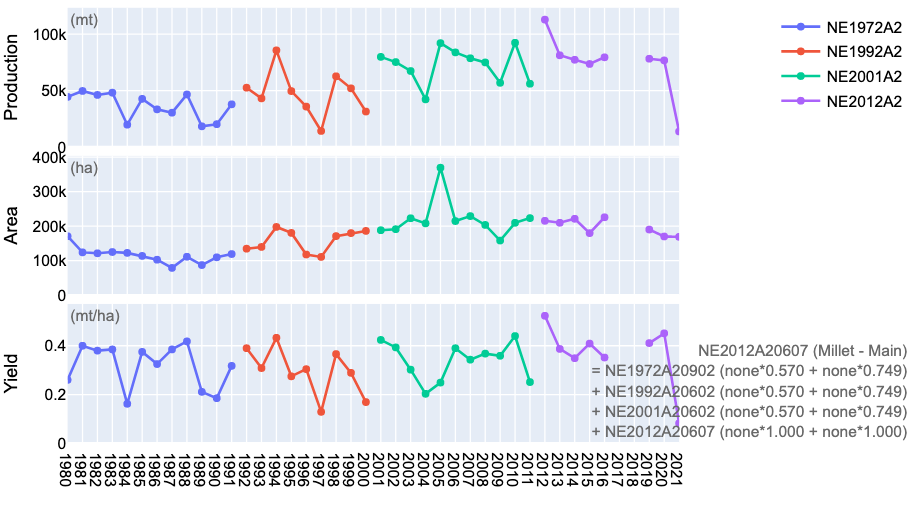 (mt)
Production
100k
50k
0
NE1972A2
NE1992A2
NE2001A2
NE2012A2
(ha)
Area
400k
300k
200k
100k
0
(mt/ha)
Yield
0.4
0.2
0
NE2012A20607 (Millet - Main)
= NE1972A20902 (none*0.570 + none*0.749)
+ NE1992A20602 (none*0.570 + none*0.749)
+ NE2001A20602 (none*0.570 + none*0.749)
+ NE2012A20607 (none*1.000 + none*1.000)
1980
1981
1982
1983
1984
1985
1986
1987
1988
1989
1990
1991
1992
1993
1994
1995
1996
1997
1998
1999
2000
2001
2002
2003
2004
2005
2006
2007
2008
2009
2010
2011
2012
2013
2014
2015
2016
2017
2018
2019
2020
2021